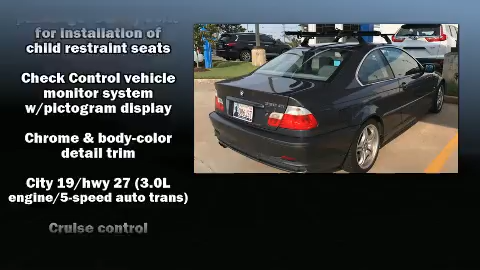 for installation of
child restraint seats
Check Control vehicle
monitor system
w/pictogram display
Chrome & body-color
detail trim
City 19/hwy 27 (3.0L
engine/5-speed auto trans)
Cruise control